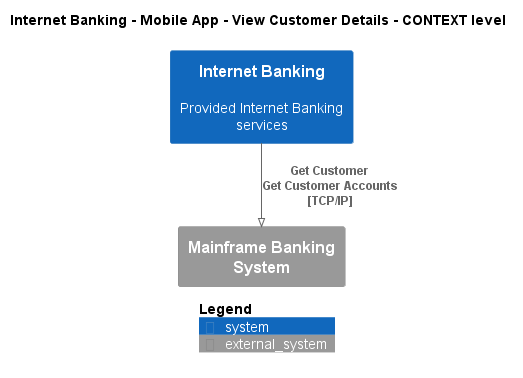 Internet Banking - Mobile App - View Customer Details - CONTEXT level
Internet Banking
Provided Internet Banking
services
Get Customer
Get Customer Accounts
[TCP/IP]
Mainframe Banking
System
Legend
system
external_system